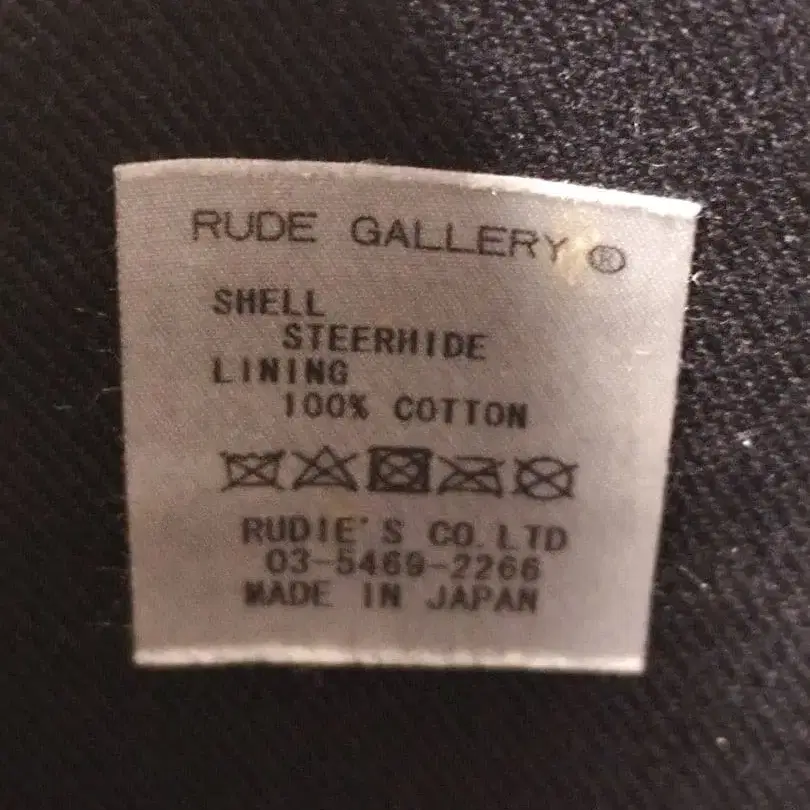 RUDE GALLERY ®
SHELL
STEERHIDE
LINING
100% COTTON
RUDIE'S CO.LTD
03-5469-2266
MADE IN JAPAN